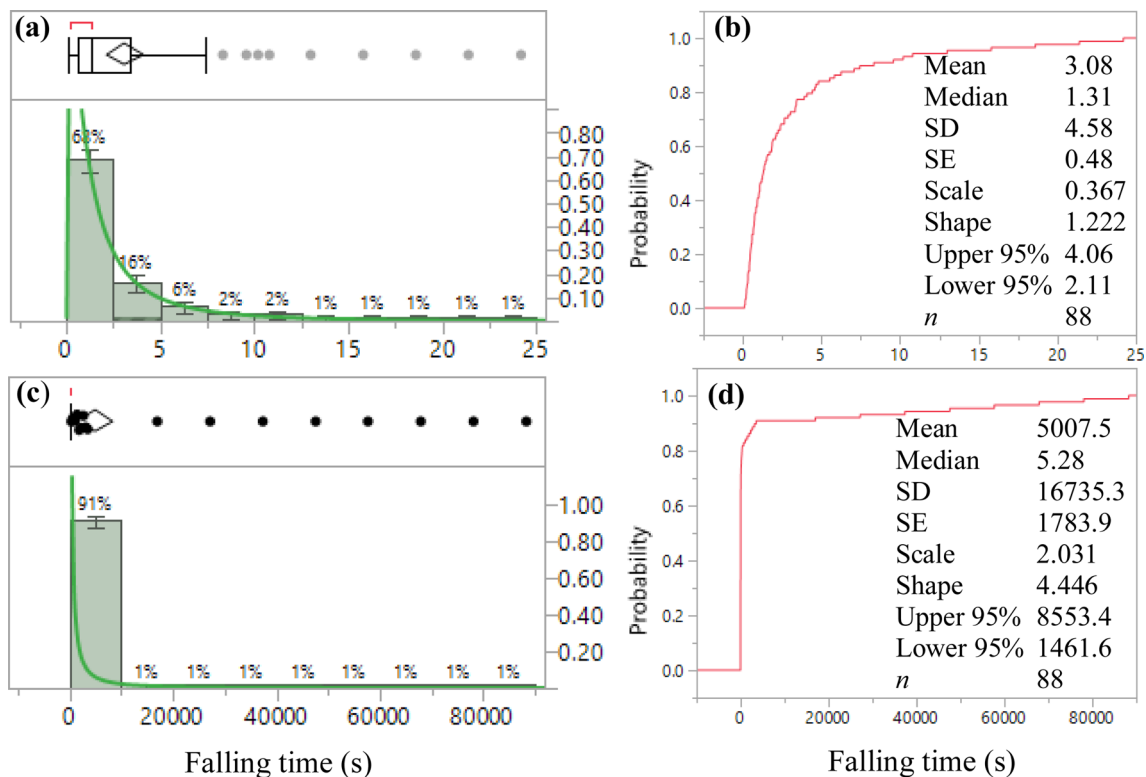 (a)
68%
16%
6%
2%
2%
1%
1%
1%
1%
1%
0.80
0.70
0.60
0.50
0.40
0.30
0.20
0.10
0 5 10 15 20 25
(b)
Probability
1.0
0.8
0.6
0.4
0.2
0.0
Mean 3.08
Median 1.31
SD 4.58
SE 0.48
Scale 0.367
Shape 1.222
Upper 95% 4.06
Lower 95% 2.11
n 88
0 5 10 15 20 25
(c)
91%
1% 1% 1% 1% 1% 1% 1% 1%
1.00
0.80
0.60
0.40
0.20
0 20000 40000 60000 80000
Falling time (s)
(d)
Probability
1.0
0.8
0.6
0.4
0.2
0.0
Mean 5007.5
Median 5.28
SD 16735.3
SE 1783.9
Scale 2.031
Shape 4.446
Upper 95% 8553.4
Lower 95% 1461.6
n 88
0 20000 40000 60000 80000
Falling time (s)